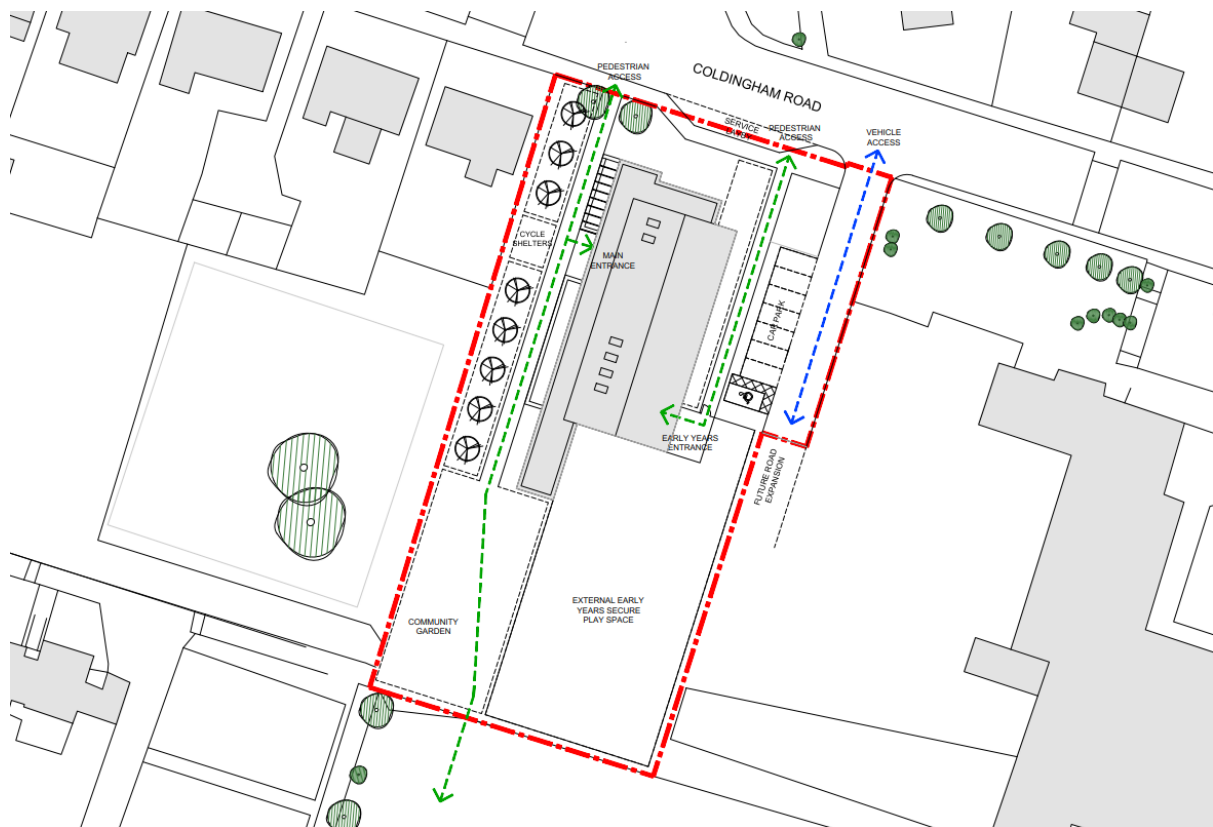 PEDESTRIAN
ACCESS
COLDINGHAM ROAD
SERVICE
PEDESTRIAN
ACCESS
VEHICLE
ACCESS
CYCLE
SHELTERS
MAIN
ENTRANCE
CAR PARK
EARLY YEARS
ENTRANCE
FUTURE ROAD
EXPANSION
EXTERNAL EARLY
YEARS SECURE
PLAY SPACE
COMMUNITY
GARDEN